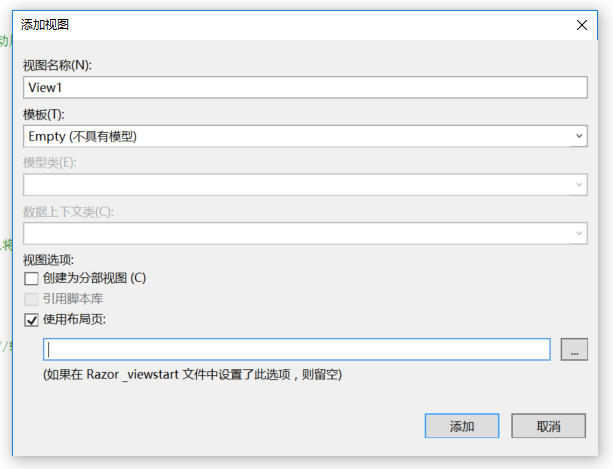 添加视图
视图名称(N):
View1
模板(T):
Empty (不具有模型)
模型类(E):
数据上下文类(C):
视图选项:
创建为分部视图 (C)
引用脚本库
使用布局页:
...
(如果在 Razor _viewstart 文件中设置了此选项，则留空)
添加
取消